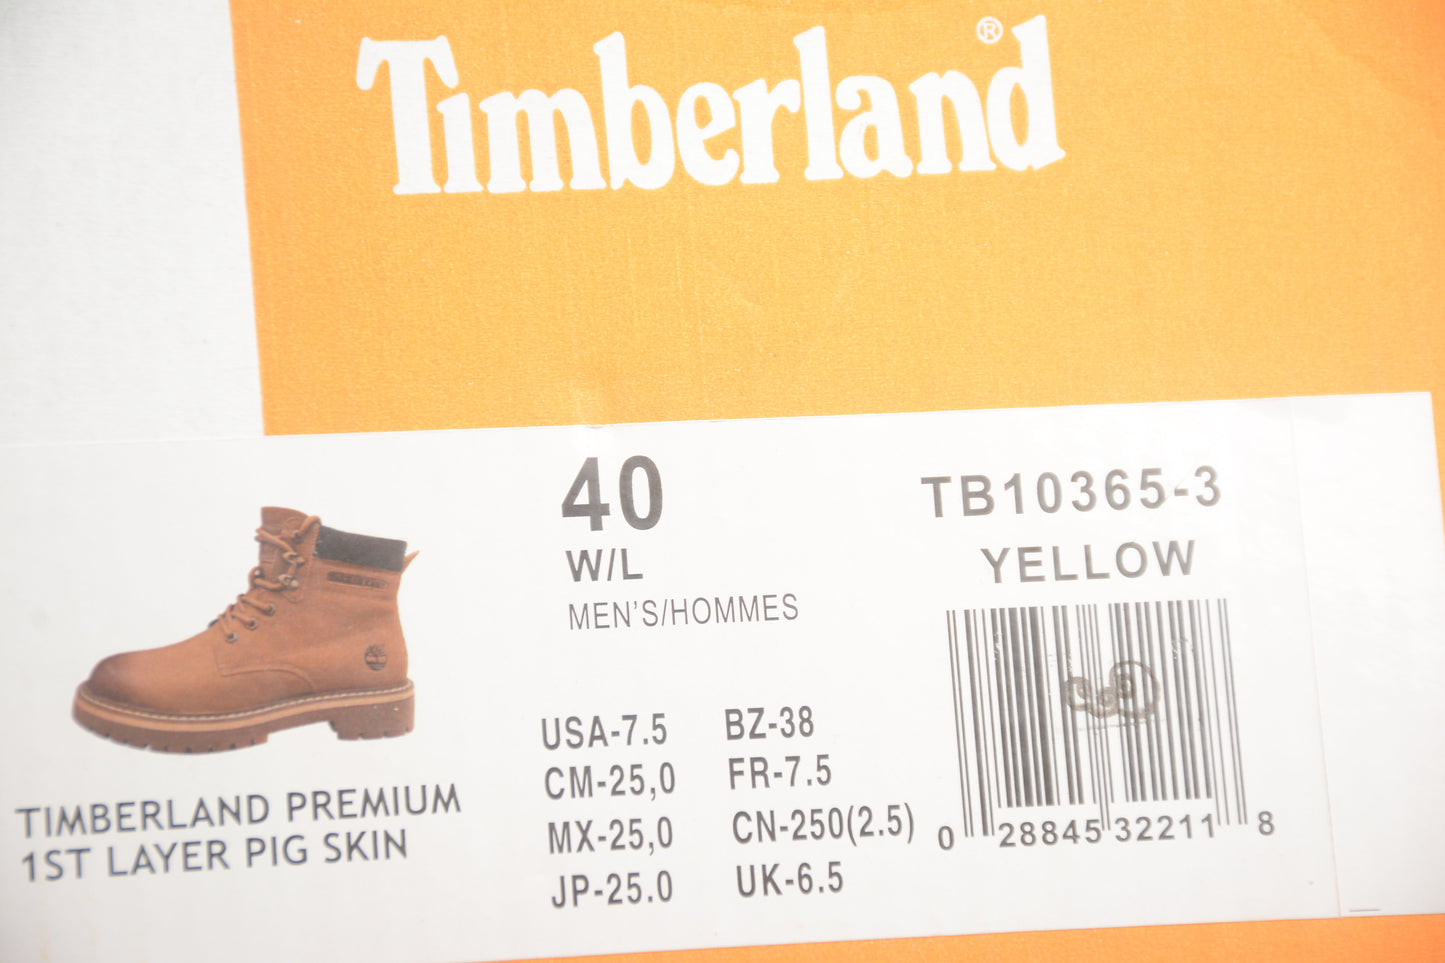 Timberland®
40
W/L
MEN'S/HOMMES
TB10365-3
YELLOW
USA-7.5 BZ-38
CM-25,0 FR-7.5
MX-25,0 CN-250(2.5)
JP-25.0 UK-6.5
0 28845 32211 8
TIMBERLAND PREMIUM
1ST LAYER PIG SKIN